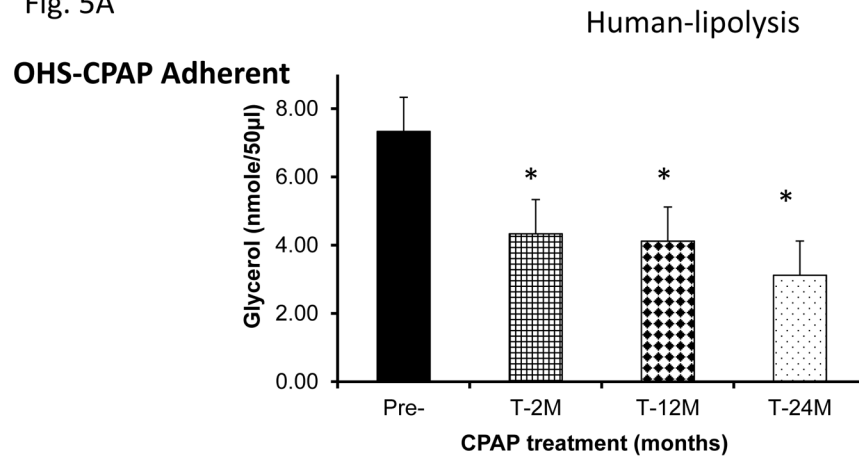 Fig. 5A
Human-lipolysis
OHS-CPAP Adherent
Glycerol (nmole/50µl)
8.00
6.00
4.00
2.00
0.00
*
*
*
Pre-
T-2M
T-12M
T-24M
CPAP treatment (months)